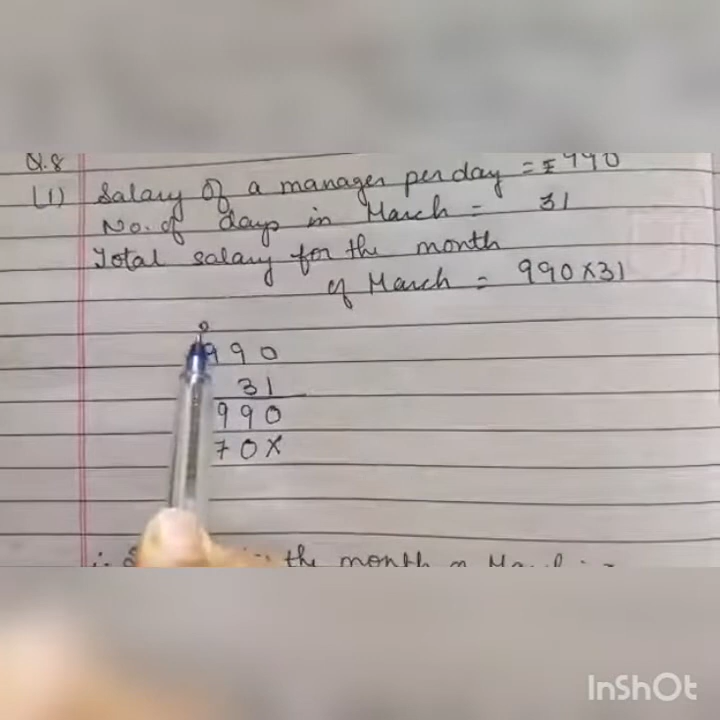 Q.8
(1) Salary of a manager per day = ₹990
No. of days in March = 31
Total salary for the month
of March = 990×31
990
31
990
70×
the month
InShOt